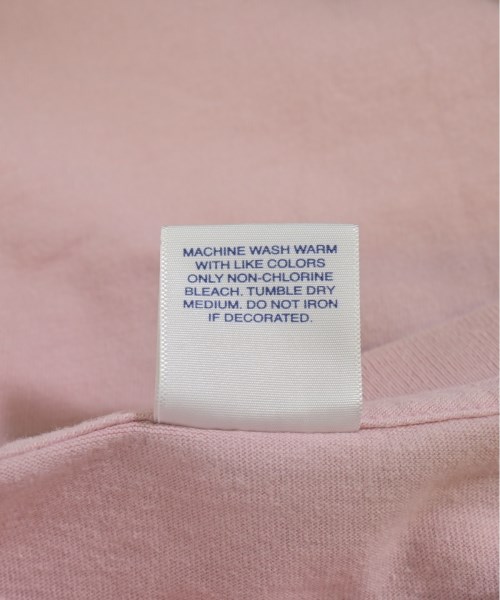 MACHINE WASH WARM
WITH LIKE COLORS
ONLY NON-CHLORINE
BLEACH. TUMBLE DRY
MEDIUM. DO NOT IRON
IF DECORATED.